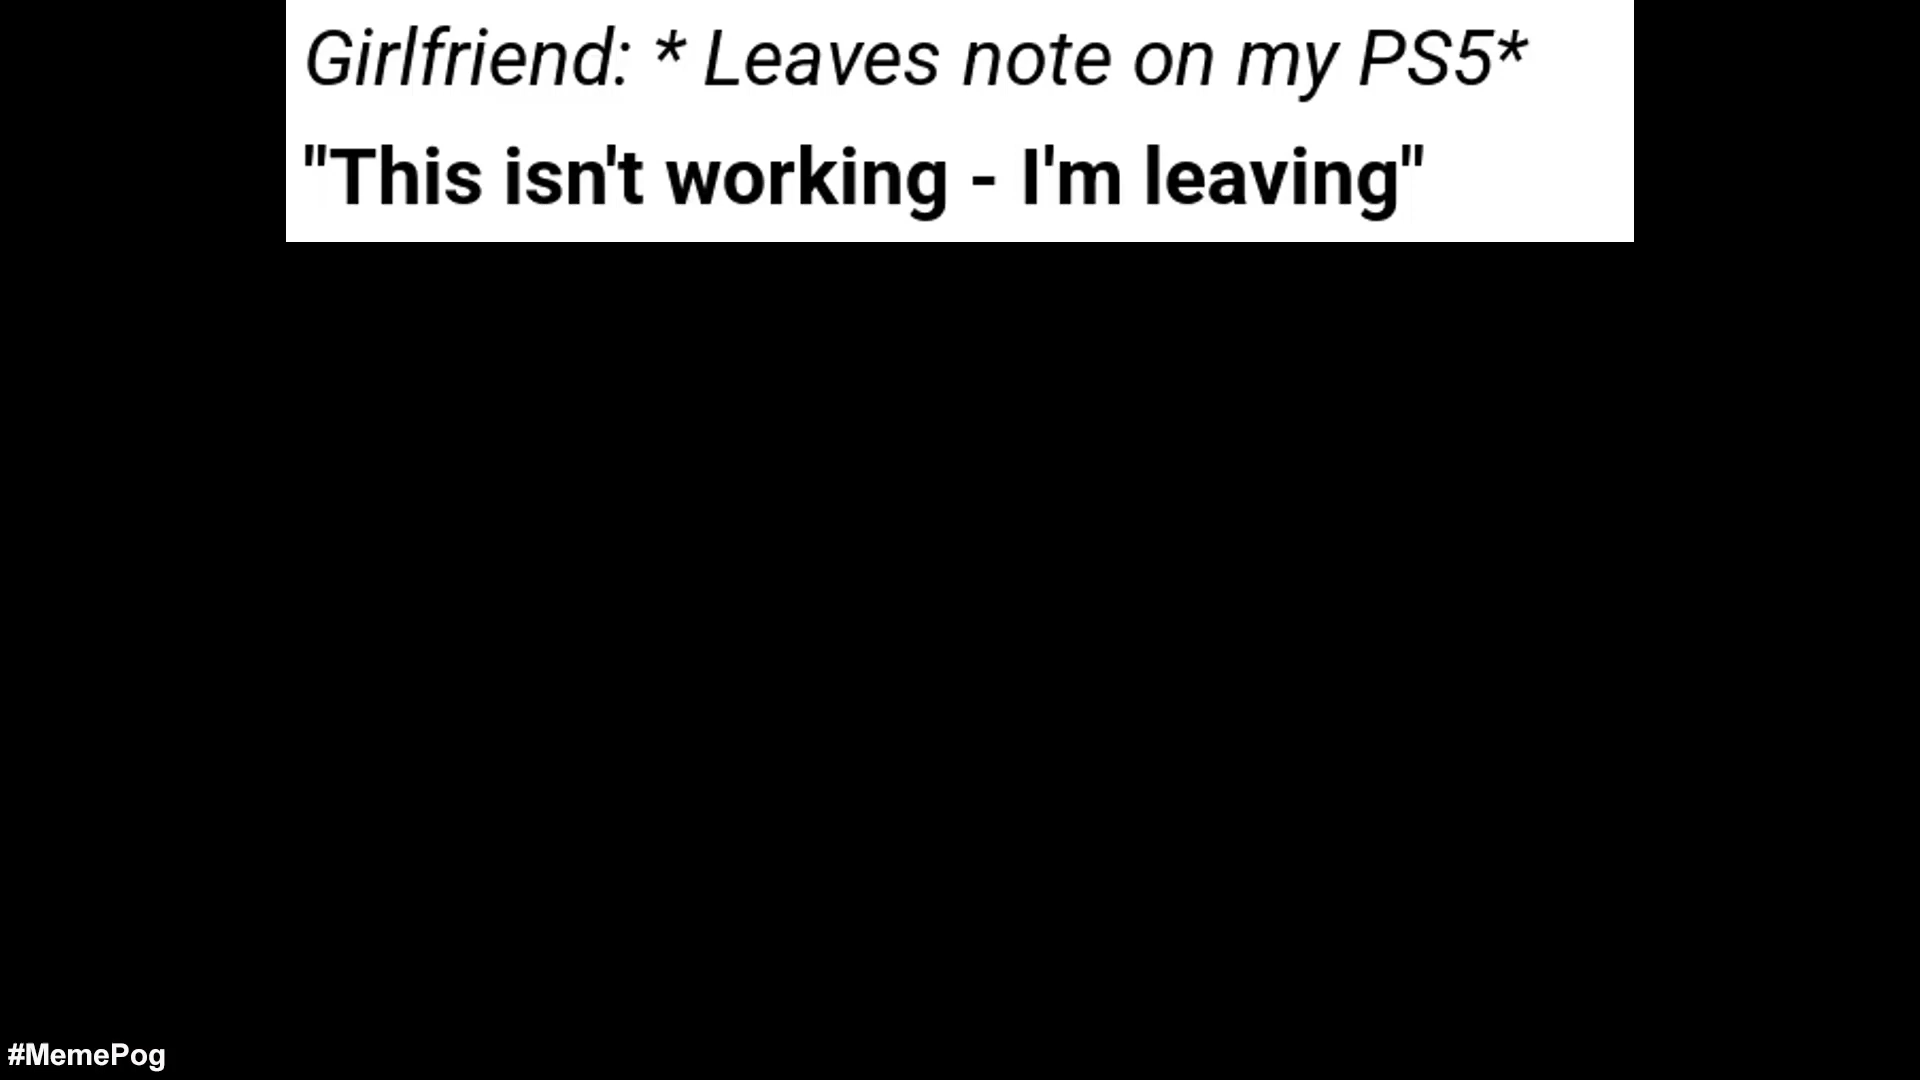 Girlfriend: * Leaves note on my PS5*
"This isn't working - I'm leaving"
#MemePog